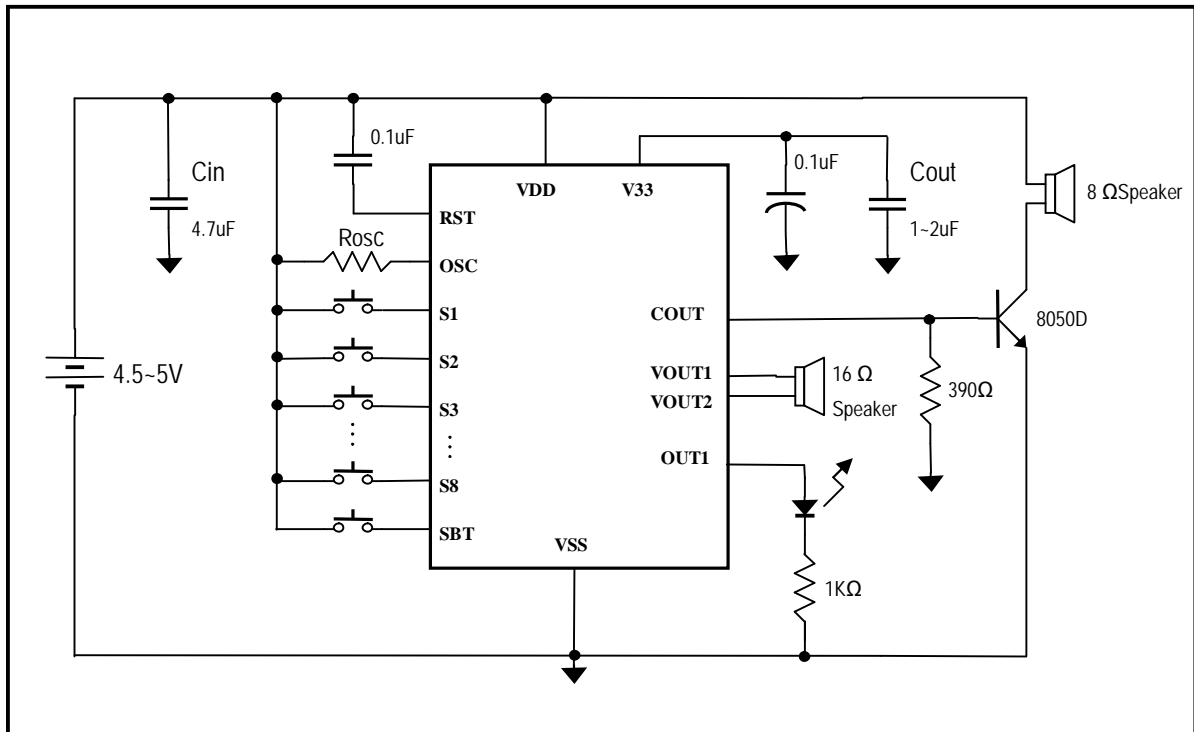 0.1uF
Cin
4.7uF
VDD
V33
0.1uF
Cout
1~2uF
8 ΩSpeaker
RST
Rosc
OSC
S1
COUT
8050D
S2
4.5~5V
VOUT1
16 Ω
VOUT2
Speaker
390Ω
S3
⋮
⋮
OUT1
S8
SBT
VSS
1KΩ